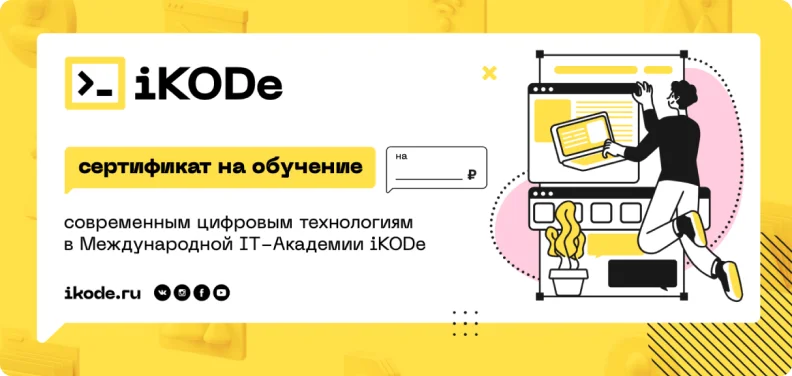 iKODe
сертификат на обучение
на
₽
современным цифровым технологиям
в Международной IT-Академии iKODe
ikode.ru